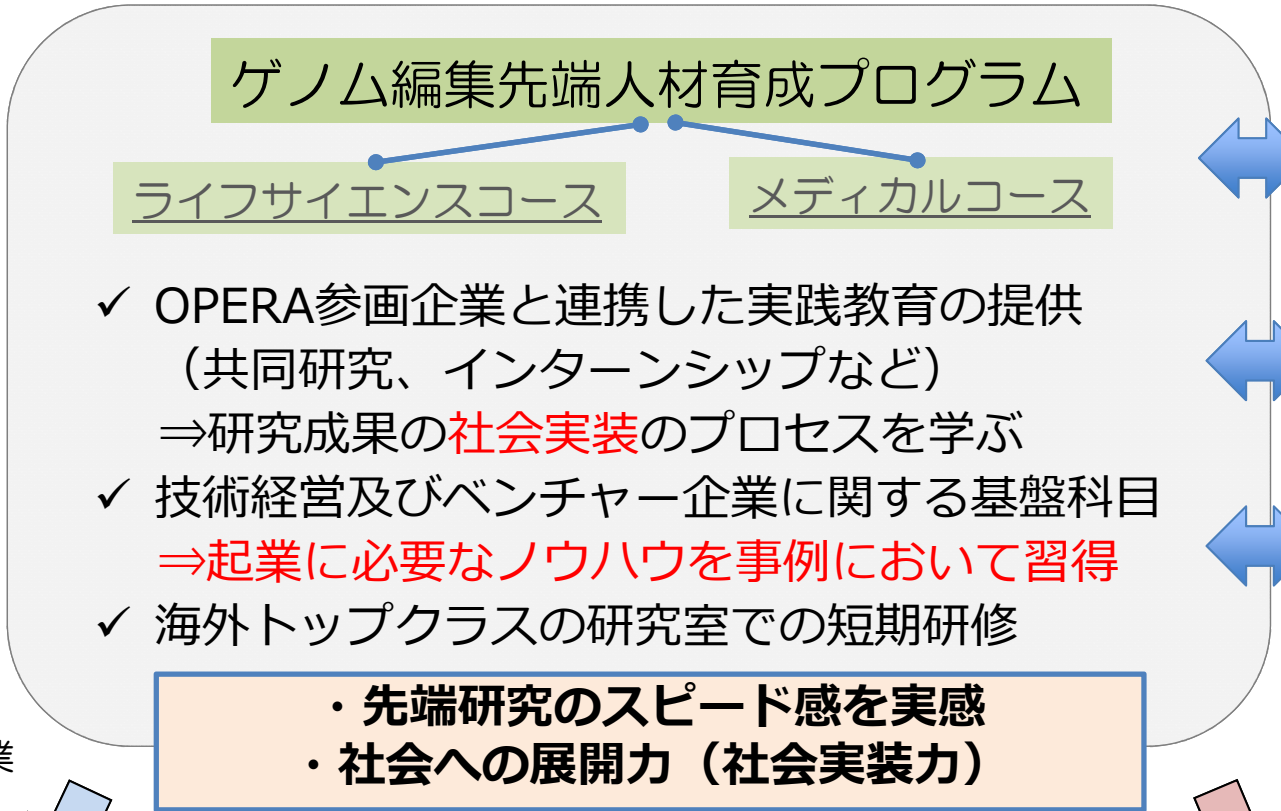 ゲノム編集先端人材育成プログラム
ライフサイエンスコース
メディカルコース
✓ OPERA参画企業と連携した実践教育の提供
（共同研究、インターンシップなど）
⇒研究成果の社会実装のプロセスを学ぶ
✓ 技術経営及びベンチャー企業に関する基盤科目
⇒起業に必要なノウハウを事例において習得
✓ 海外トップクラスの研究室での短期研修
・先端研究のスピード感を実感
・社会への展開力（社会実装力）
業